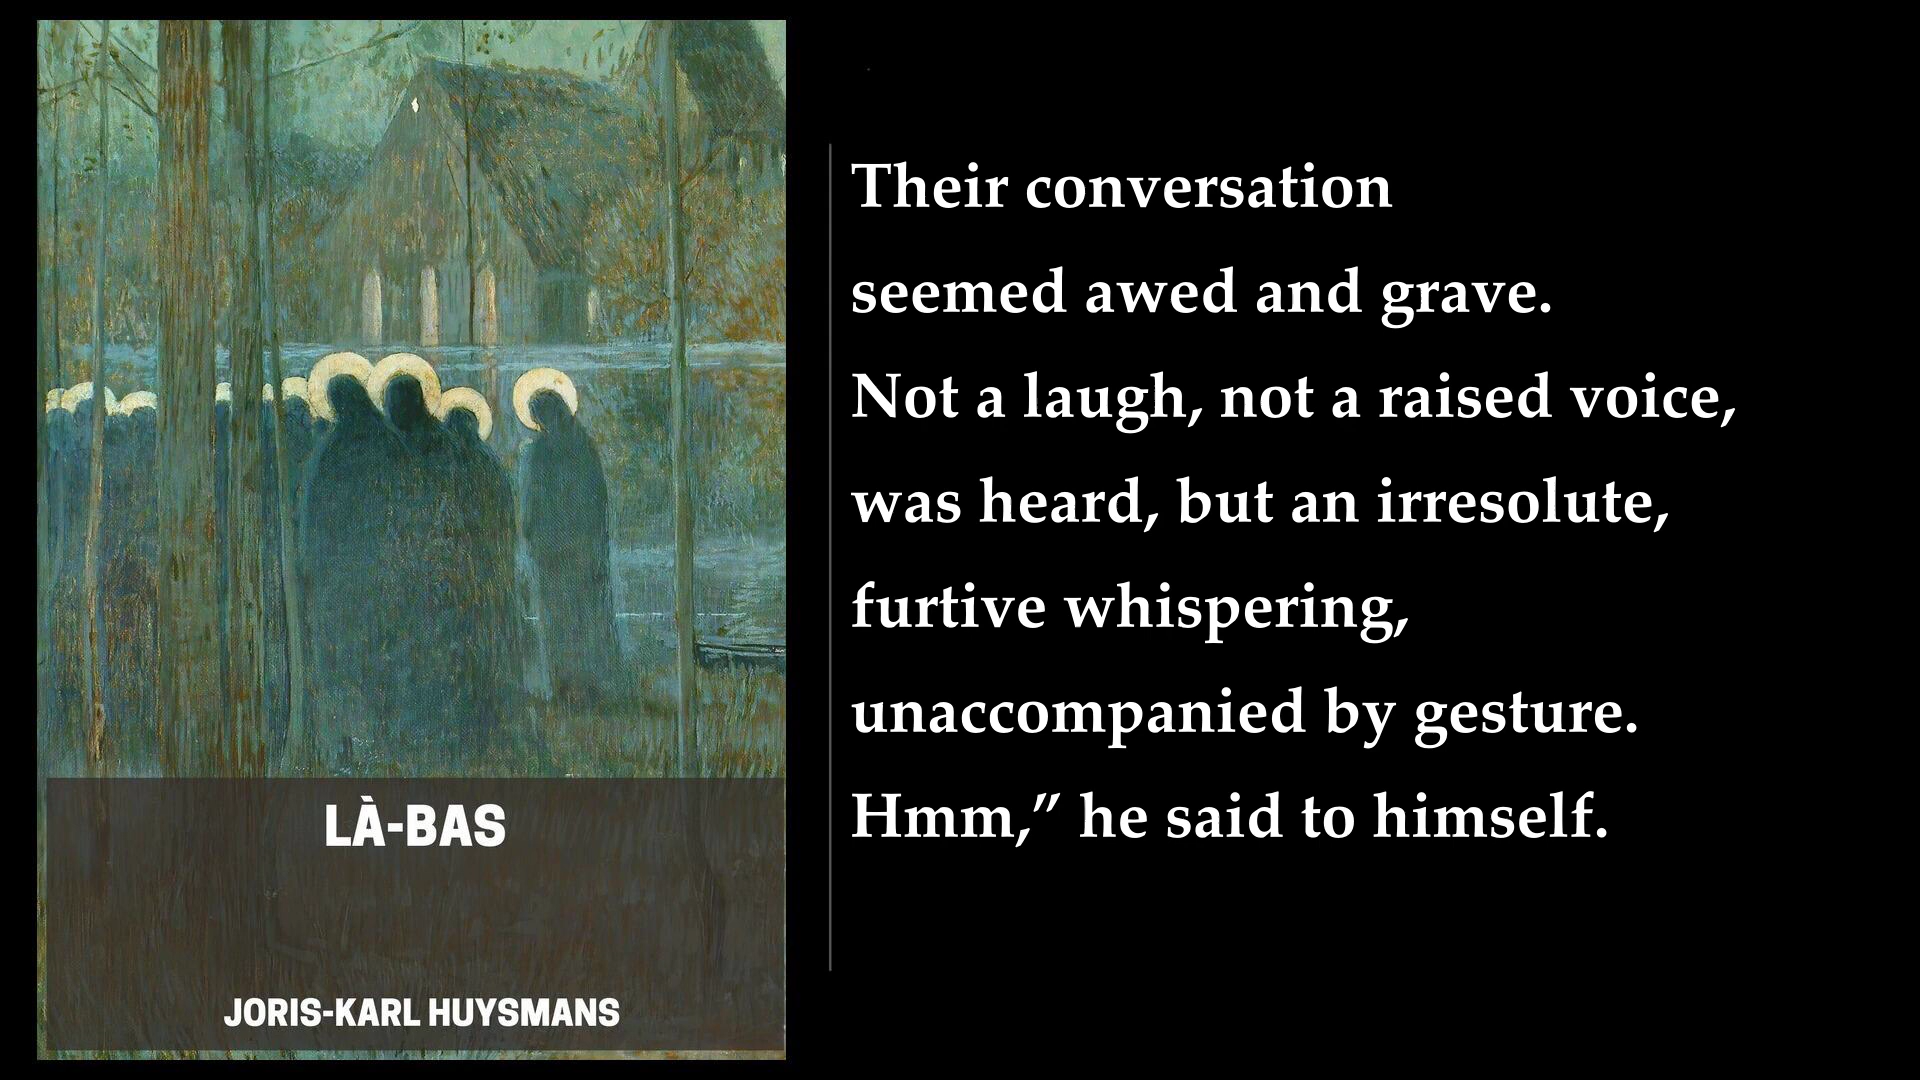 LÀ-BAS
JORIS-KARL HUYSMANS
Their conversation
seemed awed and grave.
Not a laugh, not a raised voice,
was heard, but an irresolute,
furtive whispering,
unaccompanied by gesture.
Hmm,” he said to himself.